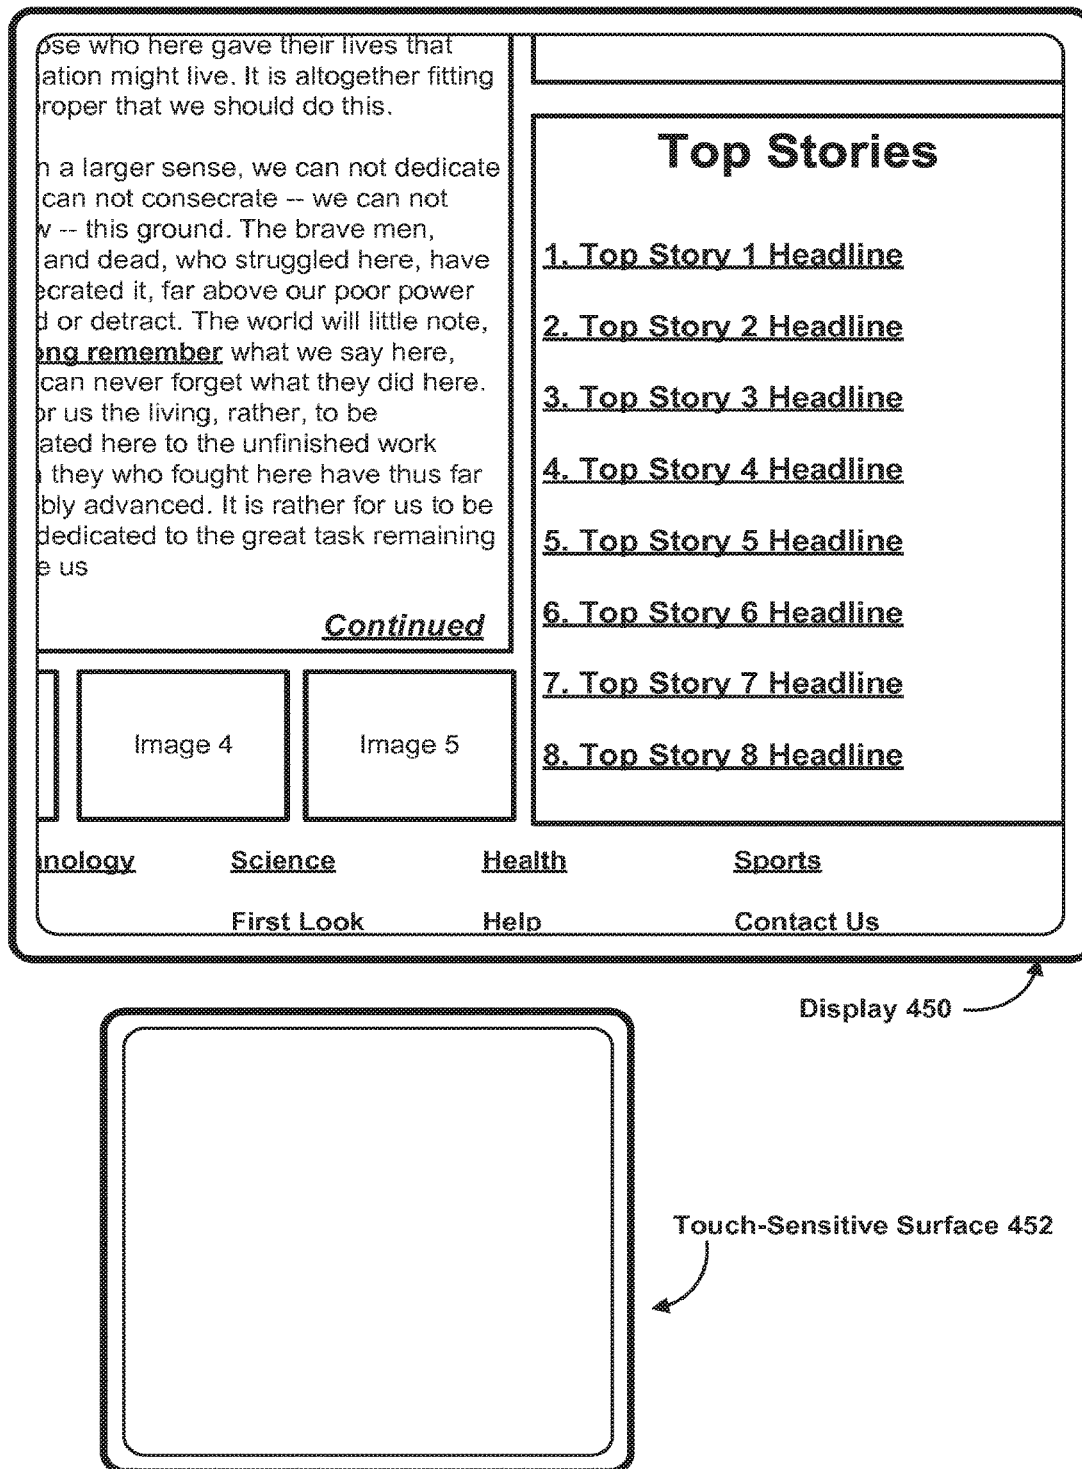 ose who here gave their lives that
ation might live. It is altogether fitting
roper that we should do this.
n a larger sense, we can not dedicate
can not consecrate -- we can not
w -- this ground. The brave men,
and dead, who struggled here, have
ecrated it, far above our poor power
d or detract. The world will little note,
ong remember what we say here,
can never forget what they did here.
or us the living, rather, to be
ated here to the unfinished work
they who fought here have thus far
bly advanced. It is rather for us to be
dedicated to the great task remaining
e us
Continued
Image 4
Image 5
Top Stories
1. Top Story 1 Headline
2. Top Story 2 Headline
3. Top Story 3 Headline
4. Top Story 4 Headline
5. Top Story 5 Headline
6. Top Story 6 Headline
7. Top Story 7 Headline
8. Top Story 8 Headline
nology Science Health Sports
First Look Help Contact Us
Display 450
Touch-Sensitive Surface 452